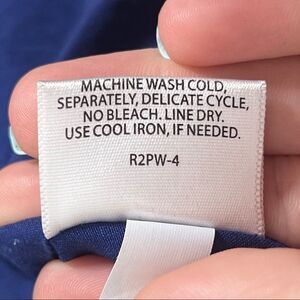 MACHINE WASH COLD,
SEPARATELY, DELICATE CYCLE,
NO BLEACH. LINE DRY.
USE COOL IRON, IF NEEDED.
R2PW-4